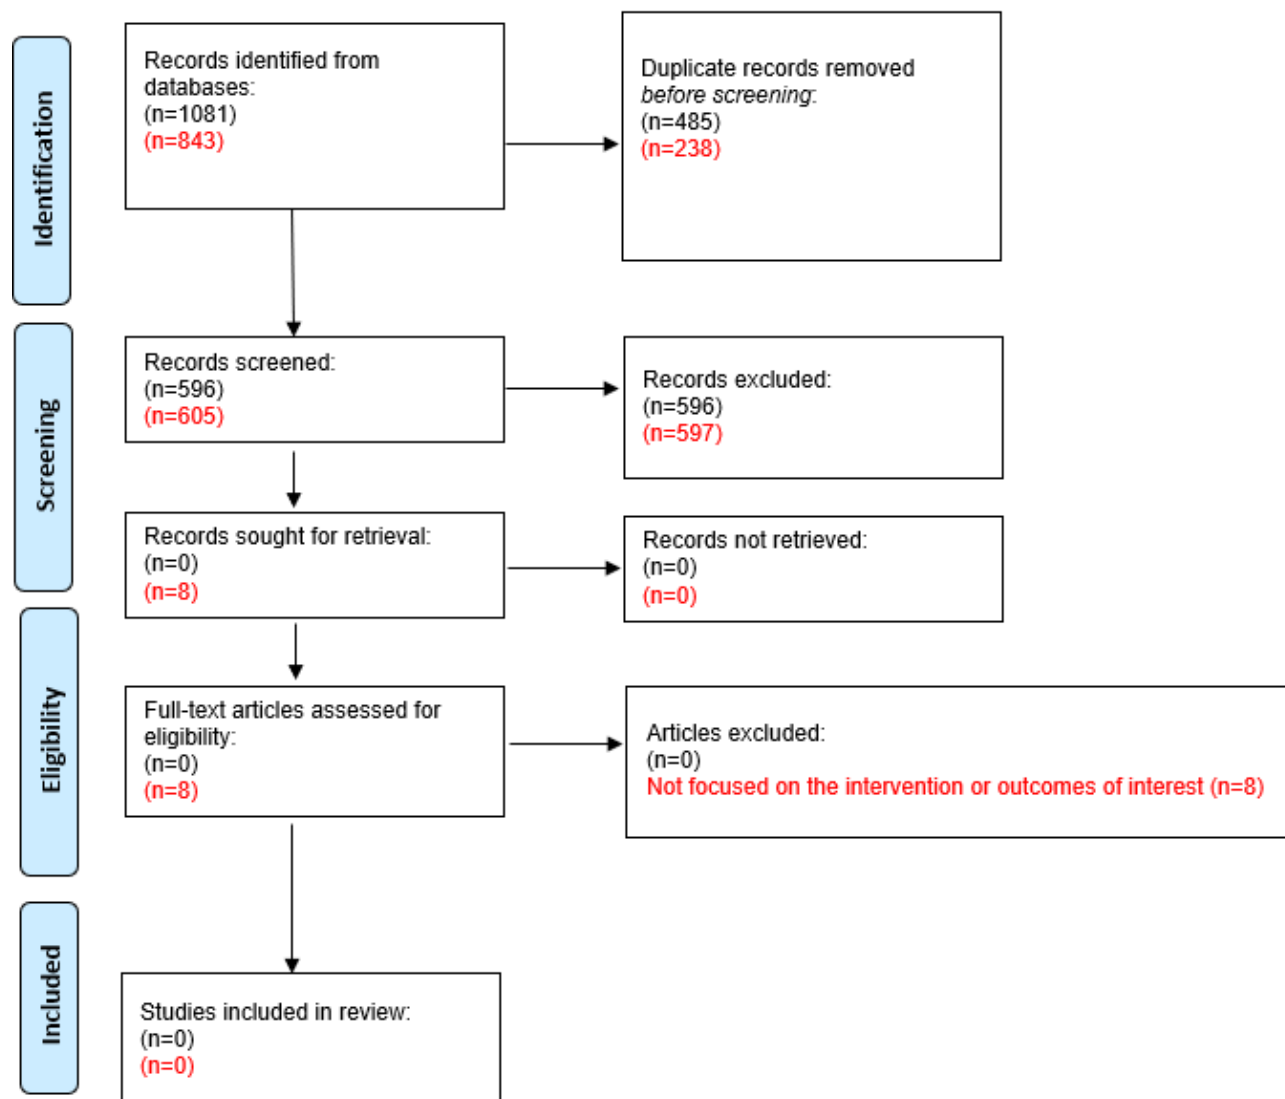 Identification
Records identified from
databases:
(n=1081)
(n=843)
Duplicate records removed
before screening:
(n=485)
(n=238)
Screening
Records screened:
(n=596)
(n=605)
Records excluded:
(n=596)
(n=597)
Records sought for retrieval:
(n=0)
(n=8)
Records not retrieved:
(n=0)
(n=0)
Eligibility
Full-text articles assessed for
eligibility:
(n=0)
(n=8)
Articles excluded:
(n=0)
Not focused on the intervention or outcomes of interest (n=8)
Included
Studies included in review:
(n=0)
(n=0)